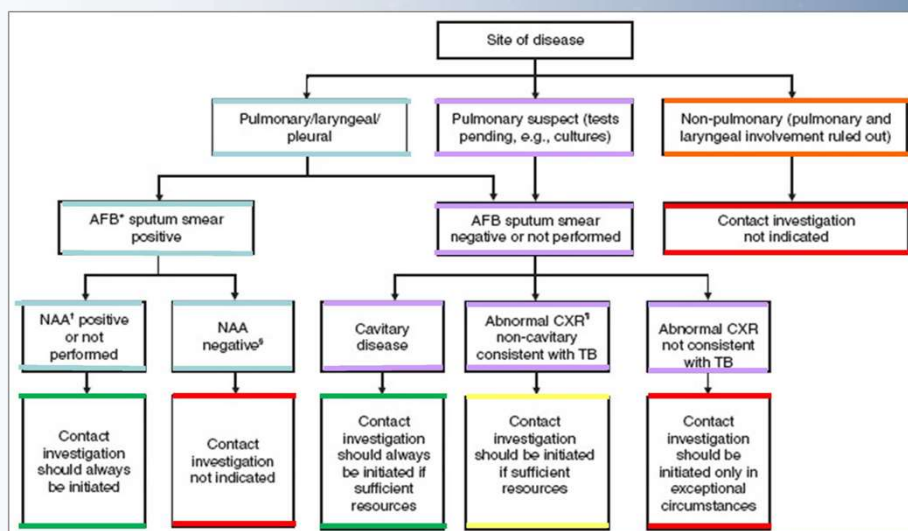 Site of disease
Pulmonary/laryngeal/
pleural
Pulmonary suspect (tests
pending, e.g., cultures)
Non-pulmonary (pulmonary and
laryngeal involvement ruled out)
AFB* sputum smear
positive
AFB sputum smear
negative or not performed
Contact investigation
not indicated
NAA† positive
or not
performed
NAA
negative§
Cavitary
disease
Abnormal CXR¶
non-cavitary
consistent with TB
Abnormal CXR
not consistent
with TB
Contact
investigation
should always
be initiated
Contact
investigation
not indicated
Contact
investigation
should always
be initiated if
sufficient
resources
Contact
investigation
should be initiated
if sufficient
resources
Contact
investigation
should be
initiated only in
exceptional
circumstances